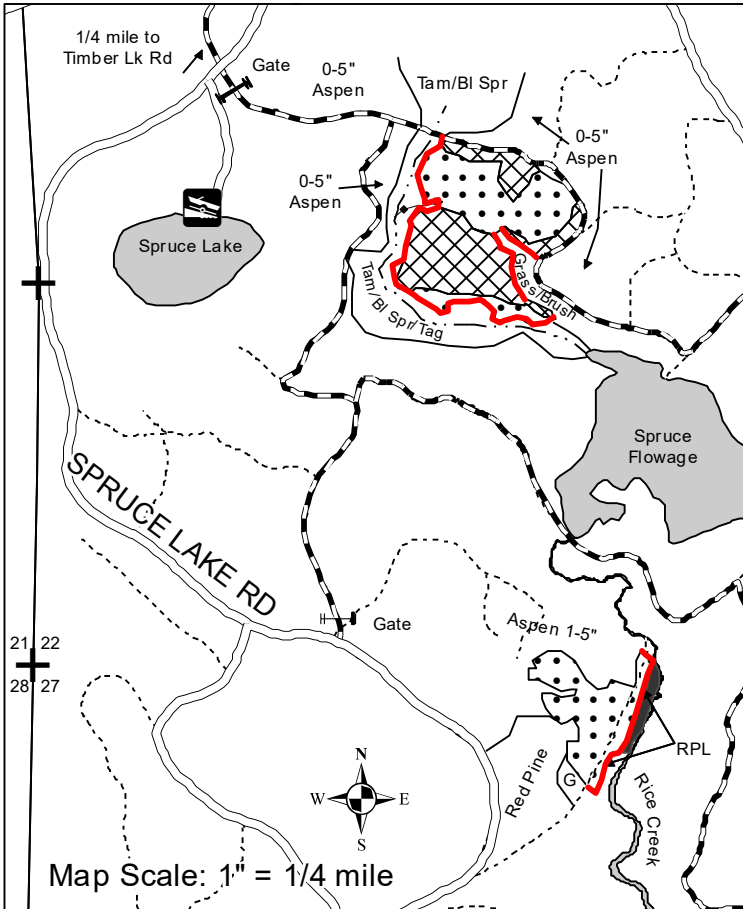 1/4 mile to
Timber Lk Rd
Gate
0-5"
Aspen
Tam/Bl Spr
0-5"
Aspen
0-5"
Aspen
Spruce Lake
Grass/Brush
Tam/Bl Spr/Tag
Spruce
Flowage
SPRUCE LAKE RD
Gate
Aspen 1-5"
21 22
28 27
RPL
Red Pine
G
Rice Creek
N
W E
S
Map Scale: 1" = 1/4 mile